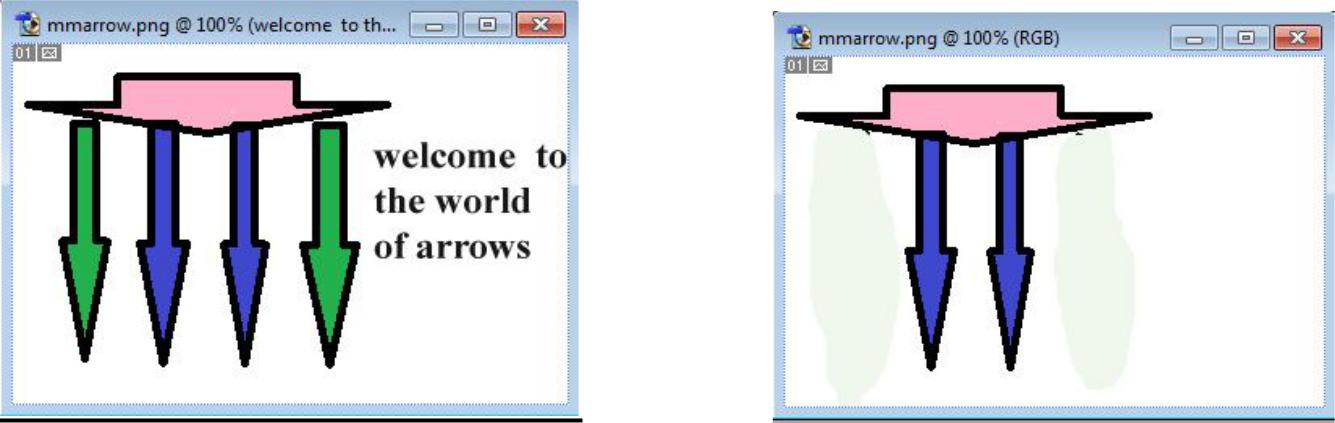 mmarrow.png @ 100% (welcome  to th...
01
welcome  to
the world
of arrows
mmarrow.png @ 100% (RGB)
01